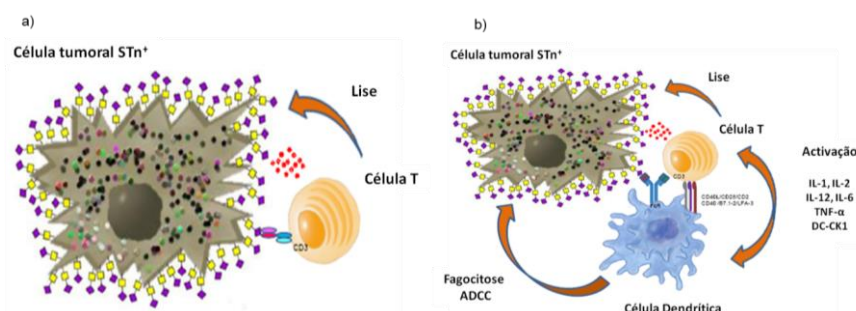 a)
Célula tumoral STn⁺
Lise
Célula T
CD3
b)
Célula tumoral STn⁺
Lise
Célula T
CD3
Activação
IL-1, IL-2
IL-12, IL-6
TNF-α
DC-CK1
Fagocitose
ADCC
Célula Dendrítica